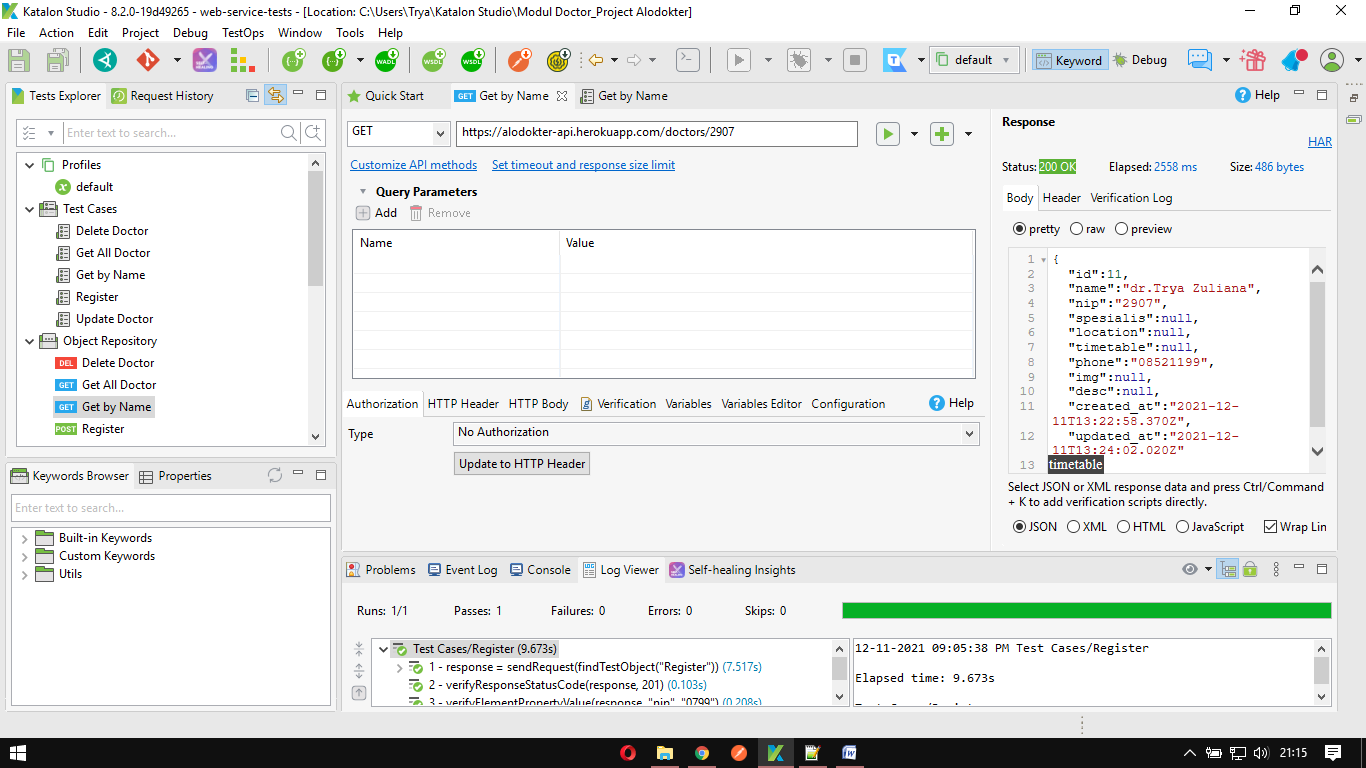 Katalon Studio - 8.2.0-19d49265 - web-service-tests - [Location: C:\Users\Trya\Katalon Studio\Modul Doctor_Project Alodokter]
File Action Edit Project Debug TestOps Window Tools Help
default Keyword Debug
Tests Explorer Request History
Enter text to search...
Profiles
default
Test Cases
Delete Doctor
Get All Doctor
Get by Name
Register
Update Doctor
Object Repository
DEL Delete Doctor
GET Get All Doctor
GET Get by Name
POST Register
Keywords Browser Properties
Enter text to search...
Built-in Keywords
Custom Keywords
Utils
Quick Start GET Get by Name Get by Name Help
GET https://alodokter-api.herokuapp.com/doctors/2907
Customize API methods Set timeout and response size limit
Query Parameters
Add Remove
Name Value
Authorization HTTP Header HTTP Body Verification Variables Variables Editor Configuration Help
Type No Authorization
Update to HTTP Header
Response
HAR
Status: 200 OK Elapsed: 2558 ms Size: 486 bytes
Body Header Verification Log
pretty raw preview
1 {
2 "id":11,
3 "name":"dr.Trya Zuliana",
4 "nip":"2907",
5 "spesialis":null,
6 "location":null,
7 "timetable":null,
8 "phone":"08521199",
9 "img":null,
10 "desc":null,
11 "created_at":"2021-12-
11T13:22:58.370Z",
12 "updated_at":"2021-12-
11T13:24:02.020Z"
13 timetable
Select JSON or XML response data and press Ctrl/Command
+ K to add verification scripts directly.
JSON XML HTML JavaScript Wrap Lin
Problems Event Log Console Log Viewer Self-healing Insights
Runs: 1/1 Passes: 1 Failures: 0 Errors: 0 Skips: 0
Test Cases/Register (9.673s)
1 - response = sendRequest(findTestObject("Register")) (7.517s)
2 - verifyResponseStatusCode(response, 201) (0.103s)
3 - verifyElementPropertyValue(response, "nip", "0799") (0.208s)
12-11-2021 09:05:38 PM Test Cases/Register
Elapsed time: 9.673s
21:15